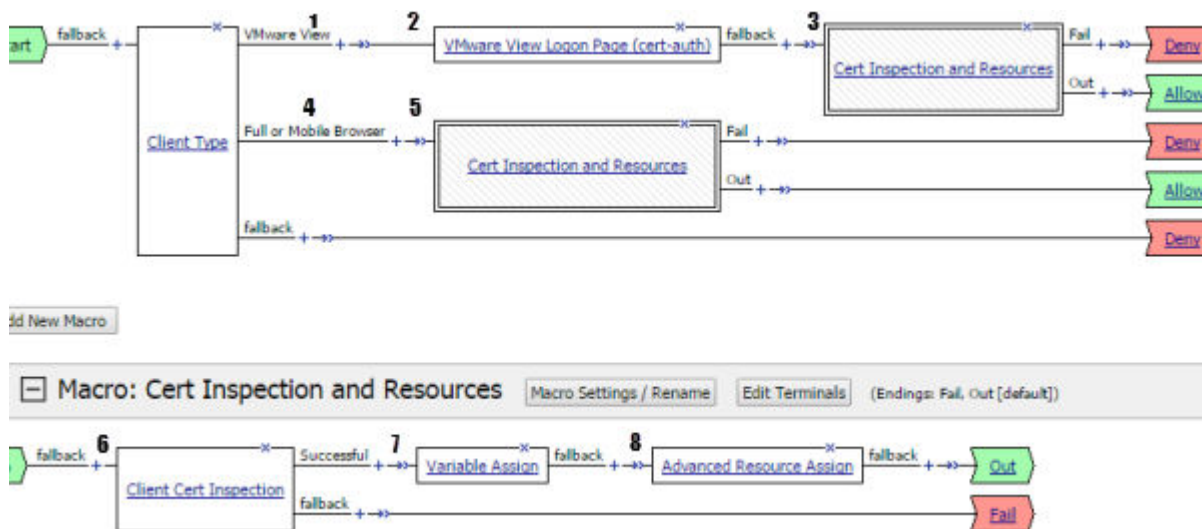 1 2 3
art fallback VMware View VMware View Logon Page (cert-auth) fallback Cert Inspection and Resources Fail Deny
Out Allow
4 5
Client Type Full or Mobile Browser Cert Inspection and Resources Fail Deny
Out Allow
fallback Deny
dd New Macro
Macro: Cert Inspection and Resources Macro Settings / Rename Edit Terminals (Endings: Fail, Out [default])
6 7 8
fallback Client Cert Inspection Successful Variable Assign fallback Advanced Resource Assign fallback Out
fallback Fail